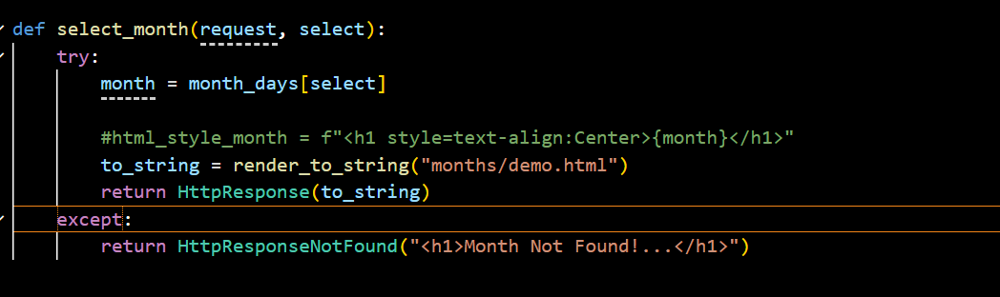 def select_month(request, select):
    try:
        month = month_days[select]
        #html_style_month = f"<h1 style=text-align:Center>{month}</h1>"
        to_string = render_to_string("months/demo.html")
        return HttpResponse(to_string)
    except:
        return HttpResponseNotFound("<h1>Month Not Found!...</h1>")